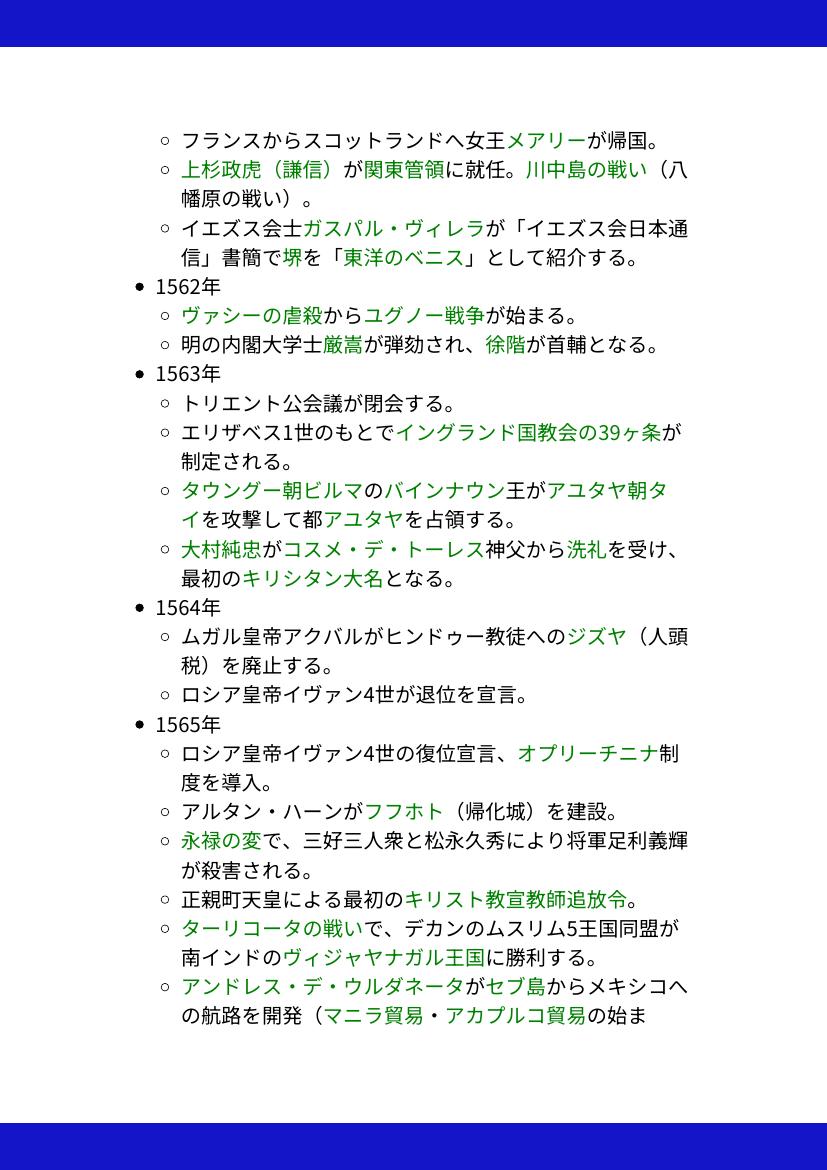 フランスからスコットランドへ女王メアリーが帰国。
上杉政虎（謙信）が関東管領に就任。川中島の戦い（八
幡原の戦い）。
イエズス会士ガスパル・ヴィレラが「イエズス会日本通
信」書簡で堺を「東洋のベニス」として紹介する。
1562年
ヴァシーの虐殺からユグノー戦争が始まる。
明の内閣大学士厳嵩が弾劾され、徐階が首輔となる。
1563年
トリエント公会議が閉会する。
エリザベス1世のもとでイングランド国教会の39ヶ条が
制定される。
タウングー朝ビルマのバインナウン王がアユタヤ朝タ
イを攻撃して都アユタヤを占領する。
大村純忠がコスメ・デ・トーレス神父から洗礼を受け、
最初のキリシタン大名となる。
1564年
ムガル皇帝アクバルがヒンドゥー教徒へのジズヤ（人頭
税）を廃止する。
ロシア皇帝イヴァン4世が退位を宣言。
1565年
ロシア皇帝イヴァン4世の復位宣言、オプリーチニナ制
度を導入。
アルタン・ハーンがフフホト（帰化城）を建設。
永禄の変で、三好三人衆と松永久秀により将軍足利義輝
が殺害される。
正親町天皇による最初のキリスト教宣教師追放令。
ターリコータの戦いで、デカンのムスリム5王国同盟が
南インドのヴィジャヤナガル王国に勝利する。
アンドレス・デ・ウルダネータがセブ島からメキシコへ
の航路を開発（マニラ貿易・アカプルコ貿易の始ま